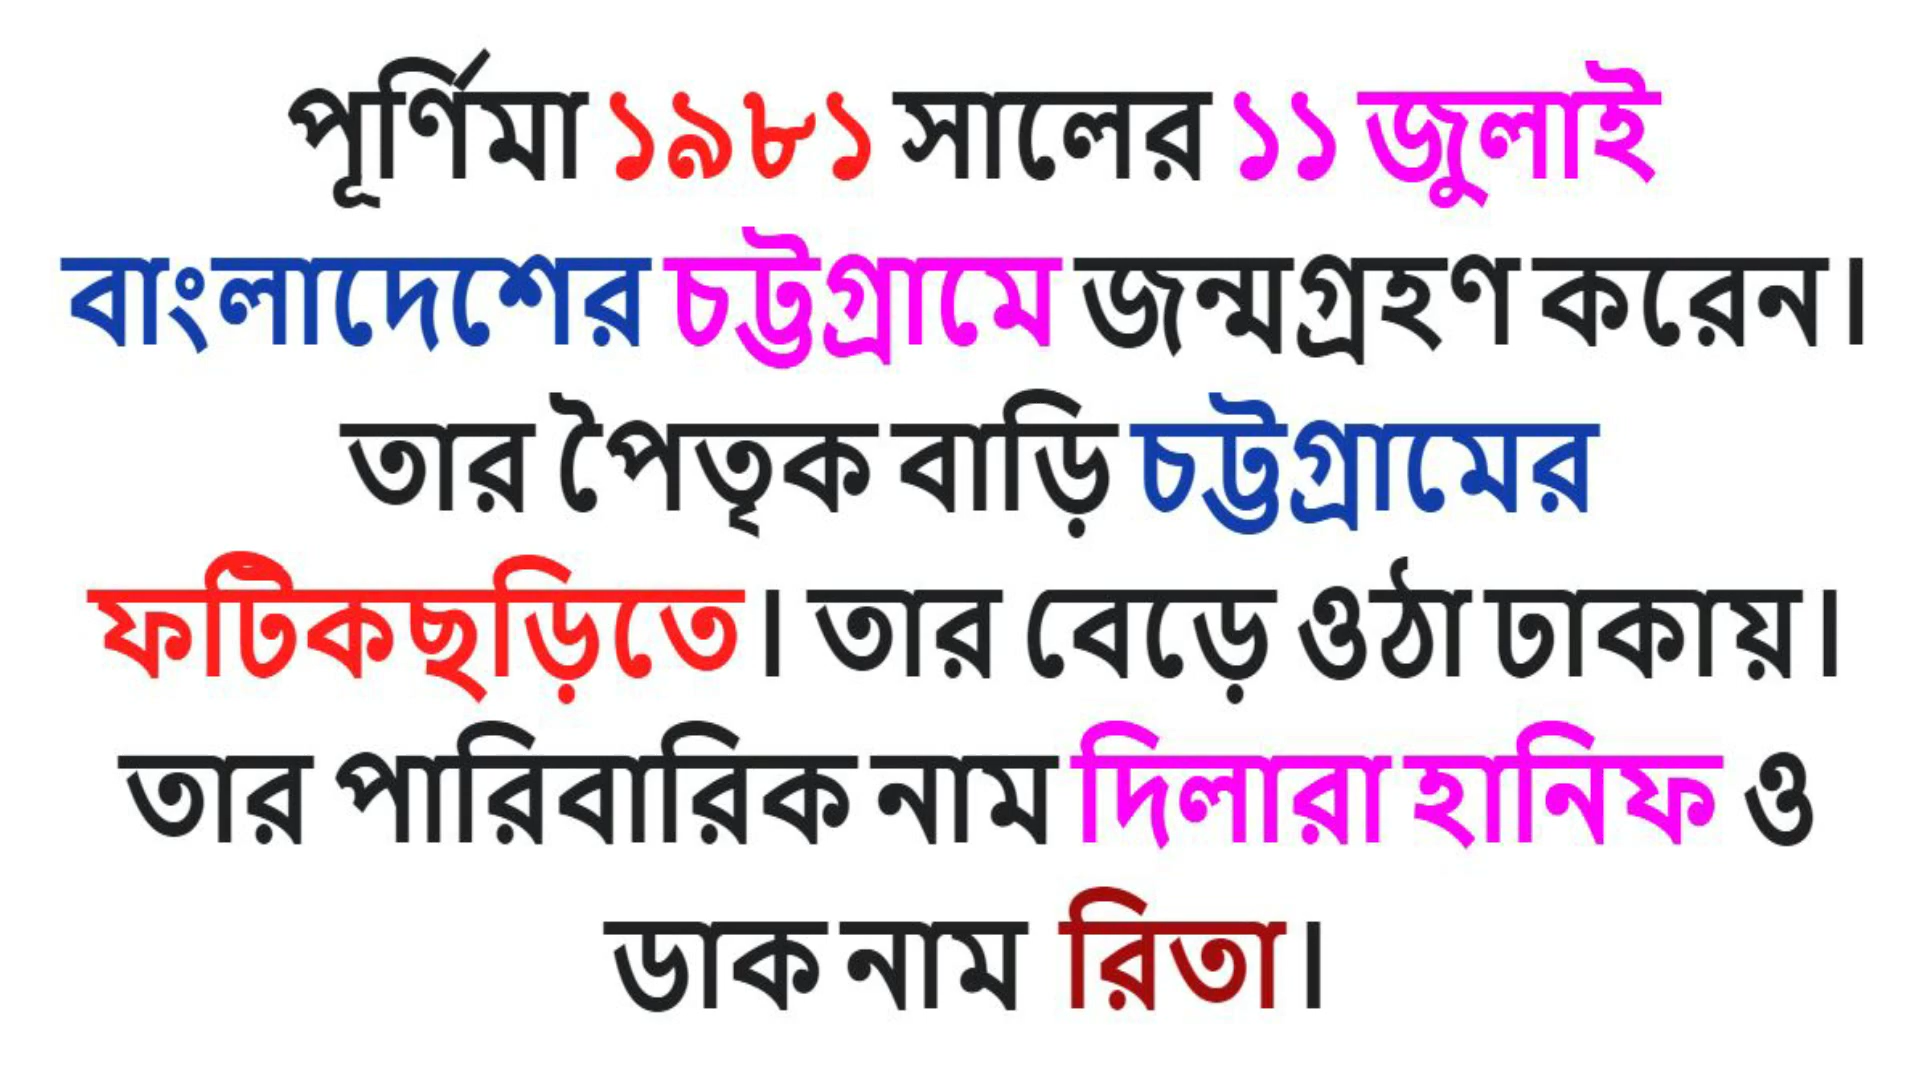 পূর্ণিমা ১৯৮১ সালের ১১ জুলাই
বাংলাদেশের চট্টগ্রামে জন্মগ্রহণ করেন।
তার পৈতৃক বাড়ি চট্টগ্রামের
ফটিকছড়িতে। তার বেড়ে ওঠা ঢাকায়।
তার পারিবারিক নাম দিলারা হানিফ ও
ডাক নাম রিতা।